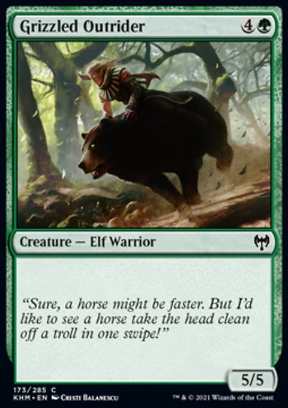 Grizzled Outrider 4
Creature — Elf Warrior
“Sure, a horse might be faster. But I’d
like to see a horse take the head clean
off a troll in one swipe!”
5/5
173/285 C
KHM • EN Cristi Balanescu ™ & © 2021 Wizards of the Coast